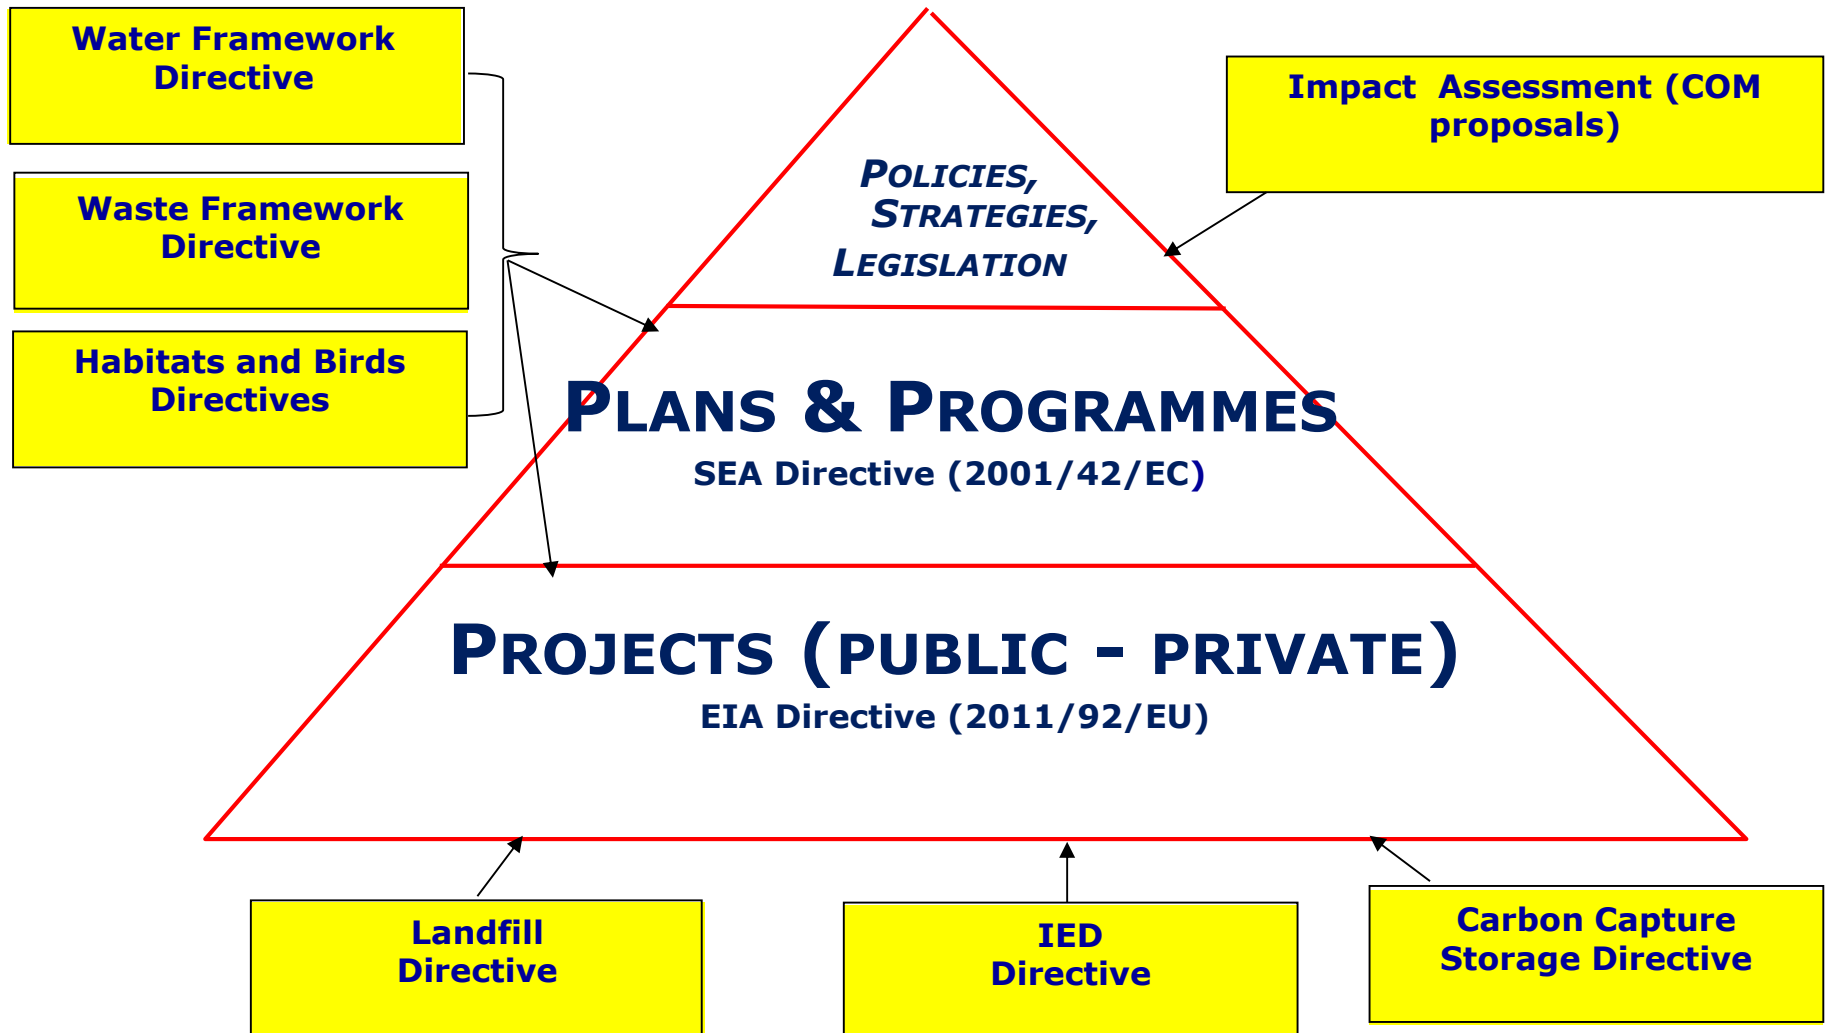 Water Framework
Directive
Impact Assessment (COM
proposals)
POLICIES,
STRATEGIES,
LEGISLATION
Waste Framework
Directive
Habitats and Birds
Directives
PLANS & PROGRAMMES
SEA Directive (2001/42/EC)
PROJECTS (PUBLIC - PRIVATE)
EIA Directive (2011/92/EU)
Landfill
Directive
IED
Directive
Carbon Capture
Storage Directive